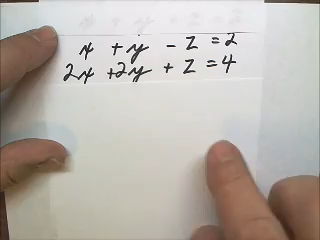 x + y - z = 2
2x + 2y + z = 4